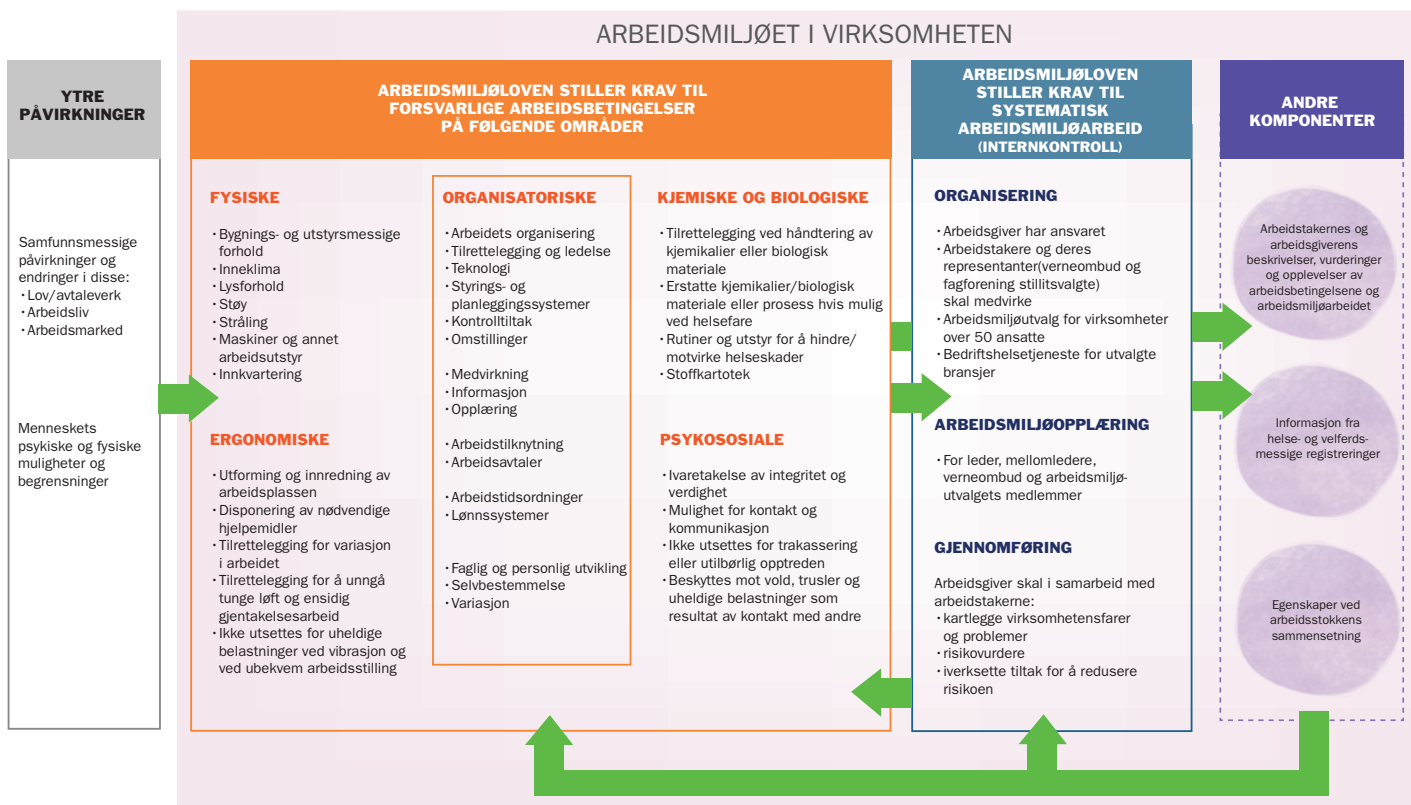 ARBEIDSMILJØET I VIRKSOMHETEN
YTRE
PÅVIRKNINGER
Samfunnsmessige
påvirkninger og
endringer i disse:
· Lov/avtaleverk
· Arbeidsliv
· Arbeidsmarked
Menneskets
psykiske og fysiske
muligheter og
begrensninger
ARBEIDSMILJØLOVEN STILLER KRAV TIL
FORSVARLIGE ARBEIDSBETINGELSER
PÅ FØLGENDE OMRÅDER
FYSISKE
· Bygnings- og utstyrsmessige
forhold
· Inneklima
· Lysforhold
· Støy
· Stråling
· Maskiner og annet
arbeidsutstyr
· Innkvartering
ERGONOMISKE
· Utforming og innredning av
arbeidsplassen
· Disponering av nødvendige
hjelpemidler
· Tilrettelegging for variasjon
i arbeidet
· Tilrettelegging for å unngå
tunge løft og ensidig
gjentakelsesarbeid
· Ikke utsettes for uheldige
belastninger ved vibrasjon og
ved ubekvem arbeidsstilling
ORGANISATORISKE
· Arbeidets organisering
· Tilrettelegging og ledelse
· Teknologi
· Styrings- og
planleggingssystemer
· Kontrolltiltak
· Omstillinger
· Medvirkning
· Informasjon
· Opplæring
· Arbeidstilknytning
· Arbeidsavtaler
· Arbeidstidsordninger
· Lønnssystemer
· Faglig og personlig utvikling
· Selvbestemmelse
· Variasjon
KJEMISKE OG BIOLOGISKE
· Tilrettelegging ved håndtering av
kjemikalier eller biologisk
materiale
· Erstatte kjemikalier/biologisk
materiale eller prosess hvis mulig
ved helsefare
· Rutiner og utstyr for å hindre/
motvirke helseskader
· Stoffkartotek
PSYKOSOSIALE
· Ivaretakelse av integritet og
verdighet
· Mulighet for kontakt og
kommunikasjon
· Ikke utsettes for trakassering
eller utilbørlig opptreden
· Beskyttes mot vold, trusler og
uheldige belastninger som
resultat av kontakt med andre
ARBEIDSMILJØLOVEN
STILLER KRAV TIL
SYSTEMATISK
ARBEIDSMILJØARBEID
(INTERNKONTROLL)
ORGANISERING
· Arbeidsgiver har ansvaret
· Arbeidstakere og deres
representanter(verneombud og
fagforening stillitsvalgte)
skal medvirke
· Arbeidsmiljøutvalg for virksomheter
over 50 ansatte
· Bedriftshelsetjeneste for utvalgte
bransjer
ARBEIDSMILJØOPPLÆRING
· For leder, mellomledere,
verneombud og arbeidsmiljø-
utvalgets medlemmer
GJENNOMFØRING
Arbeidsgiver skal i samarbeid med
arbeidstakerne:
· kartlegge virksomhetensfarer
og problemer
· risikovurdere
· iverksette tiltak for å redusere
risikoen
ANDRE
KOMPONENTER
Arbeidstakernes og
arbeidsgiverens
beskrivelser, vurderinger
og opplevelser av
arbeidsbetingelsene og
arbeidsmiljøarbeidet
Informasjon fra
helse- og velferds-
messige registreringer
Egenskaper ved
arbeidsstokkens
sammensetning